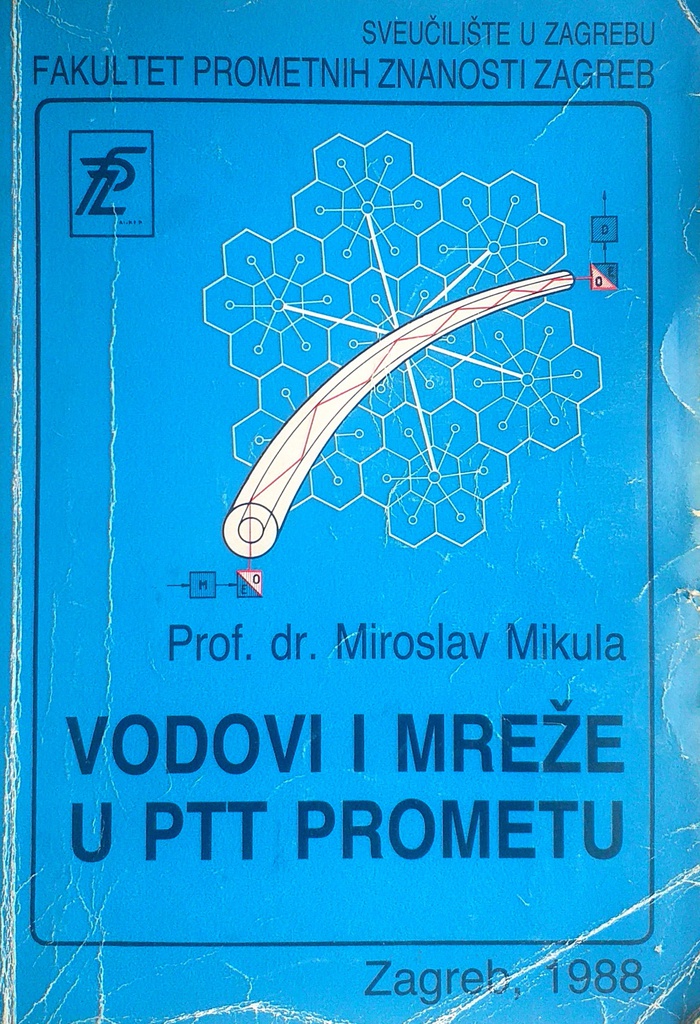 SVEUČILIŠTE U ZAGREBU
FAKULTET PROMETNIH ZNANOSTI ZAGREB
D
E
O
O
M
E
Prof. dr. Miroslav Mikula
VODOVI I MREŽE
U PTT PROMETU
Zagreb, 1988.